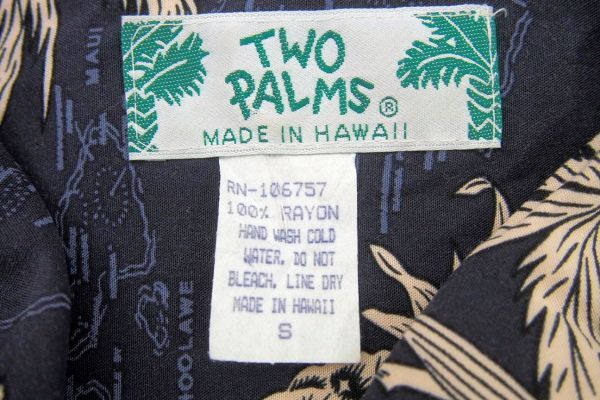 MAUI
TWO
PALMS®
MADE IN HAWAII
RN-106757
100% RAYON
HAND WASH COLD
WATER, DO NOT
BLEACH, LINE DRY
MADE IN HAWAII
S
HOOLAWE